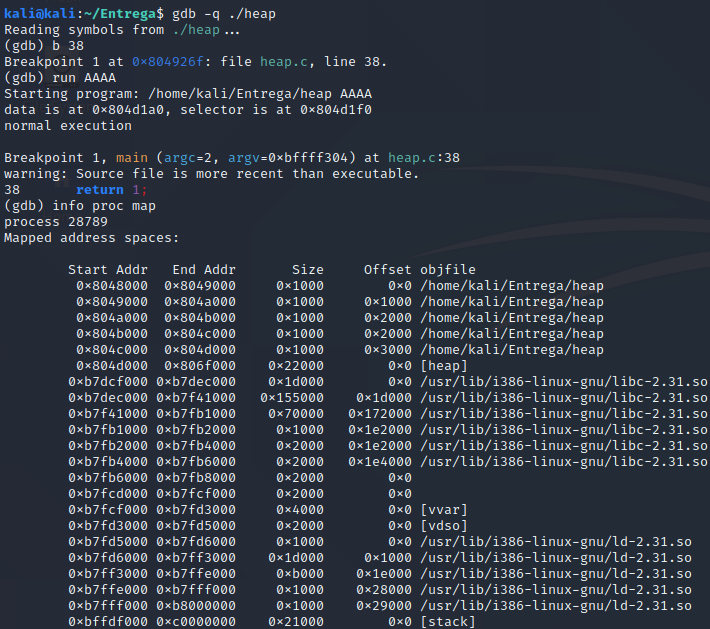 kali@kali:~/Entrega$ gdb -q ./heap
Reading symbols from ./heap...
(gdb) b 38
Breakpoint 1 at 0x804926f: file heap.c, line 38.
(gdb) run AAAA
Starting program: /home/kali/Entrega/heap AAAA
data is at 0x804d1a0, selector is at 0x804d1f0
normal execution
Breakpoint 1, main (argc=2, argv=0xbffff304) at heap.c:38
warning: Source file is more recent than executable.
38 return 1;
(gdb) info proc map
process 28789
Mapped address spaces:
Start Addr End Addr Size Offset objfile
0x8048000 0x8049000 0x1000 0x0 /home/kali/Entrega/heap
0x8049000 0x804a000 0x1000 0x1000 /home/kali/Entrega/heap
0x804a000 0x804b000 0x1000 0x2000 /home/kali/Entrega/heap
0x804b000 0x804c000 0x1000 0x2000 /home/kali/Entrega/heap
0x804c000 0x804d000 0x1000 0x3000 /home/kali/Entrega/heap
0x804d000 0x806f000 0x22000 0x0 [heap]
0xb7dcf000 0xb7dec000 0x1d000 0x0 /usr/lib/i386-linux-gnu/libc-2.31.so
0xb7dec000 0xb7f41000 0x155000 0x1d000 /usr/lib/i386-linux-gnu/libc-2.31.so
0xb7f41000 0xb7fb1000 0x70000 0x172000 /usr/lib/i386-linux-gnu/libc-2.31.so
0xb7fb1000 0xb7fb2000 0x1000 0x1e2000 /usr/lib/i386-linux-gnu/libc-2.31.so
0xb7fb2000 0xb7fb4000 0x2000 0x1e2000 /usr/lib/i386-linux-gnu/libc-2.31.so
0xb7fb4000 0xb7fb6000 0x2000 0x1e4000 /usr/lib/i386-linux-gnu/libc-2.31.so
0xb7fb6000 0xb7fb8000 0x2000 0x0
0xb7fcd000 0xb7fcf000 0x2000 0x0
0xb7fcf000 0xb7fd3000 0x4000 0x0 [vvar]
0xb7fd3000 0xb7fd5000 0x2000 0x0 [vdso]
0xb7fd5000 0xb7fd6000 0x1000 0x0 /usr/lib/i386-linux-gnu/ld-2.31.so
0xb7fd6000 0xb7ff3000 0x1d000 0x1000 /usr/lib/i386-linux-gnu/ld-2.31.so
0xb7ff3000 0xb7ffe000 0xb000 0x1e000 /usr/lib/i386-linux-gnu/ld-2.31.so
0xb7ffe000 0xb7fff000 0x1000 0x28000 /usr/lib/i386-linux-gnu/ld-2.31.so
0xb7fff000 0xb8000000 0x1000 0x29000 /usr/lib/i386-linux-gnu/ld-2.31.so
0xbffdf000 0xc0000000 0x21000 0x0 [stack]